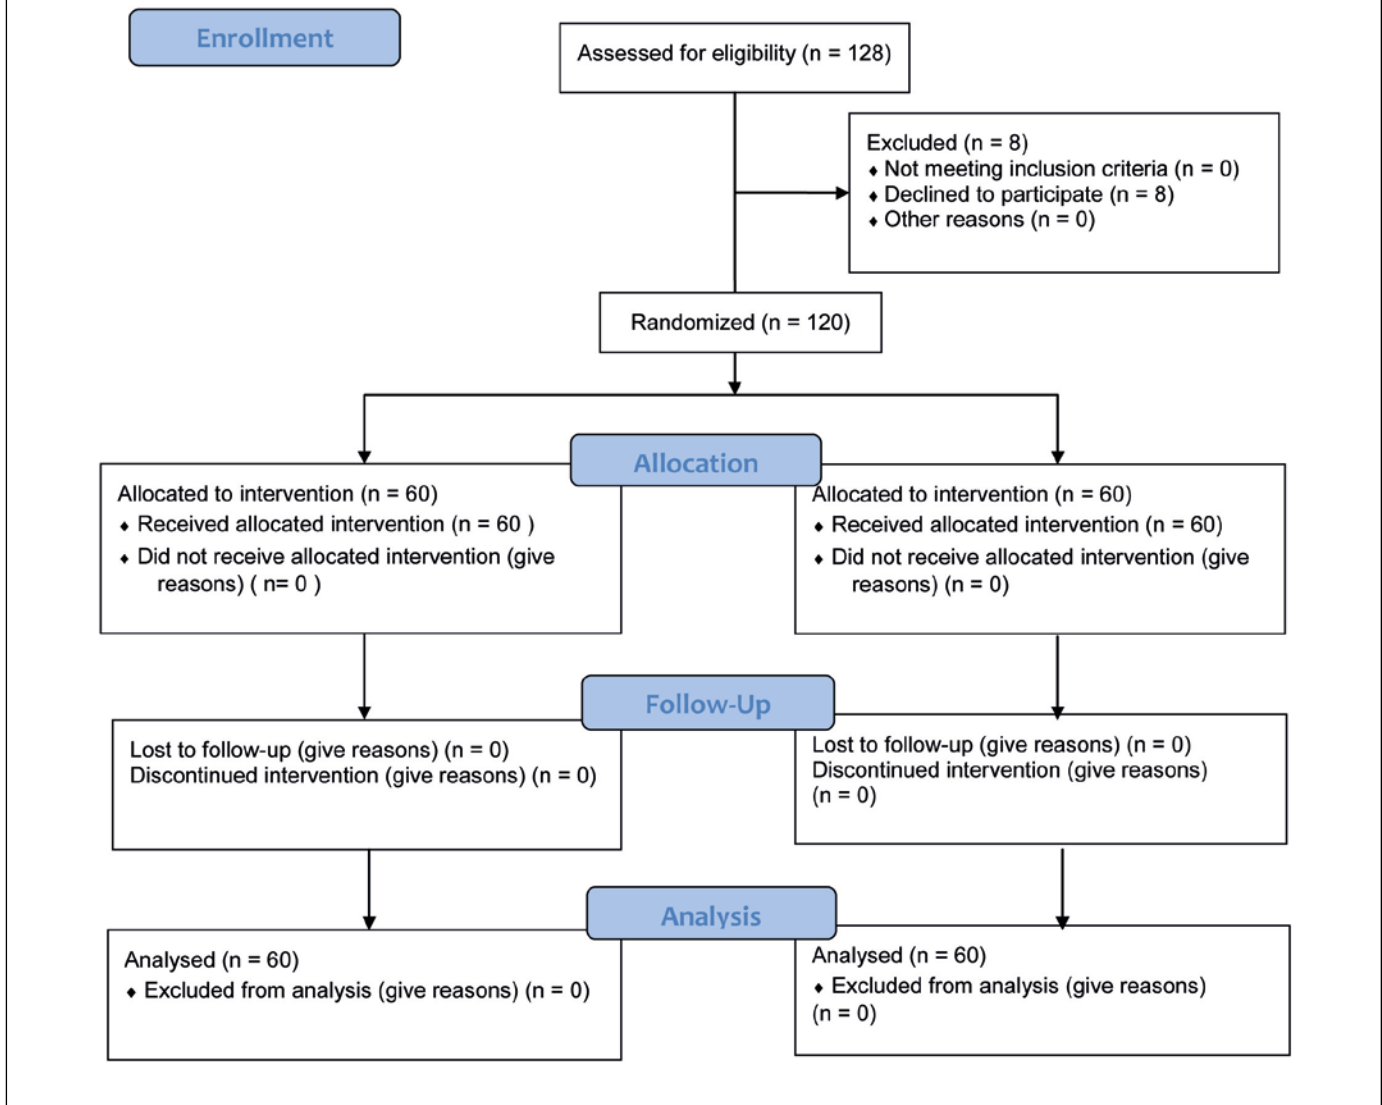 Enrollment
Assessed for eligibility (n = 128)
Excluded (n = 8)
♦ Not meeting inclusion criteria (n = 0)
♦ Declined to participate (n = 8)
♦ Other reasons (n = 0)
Randomized (n = 120)
Allocation
Allocated to intervention (n = 60)
♦ Received allocated intervention (n = 60 )
♦ Did not receive allocated intervention (give
reasons) ( n= 0 )
Allocated to intervention (n = 60)
♦ Received allocated intervention (n = 60)
♦ Did not receive allocated intervention (give
reasons) (n = 0)
Follow-Up
Lost to follow-up (give reasons) (n = 0)
Discontinued intervention (give reasons) (n = 0)
Lost to follow-up (give reasons) (n = 0)
Discontinued intervention (give reasons)
(n = 0)
Analysis
Analysed (n = 60)
♦ Excluded from analysis (give reasons) (n = 0)
Analysed (n = 60)
♦ Excluded from analysis (give reasons)
(n = 0)